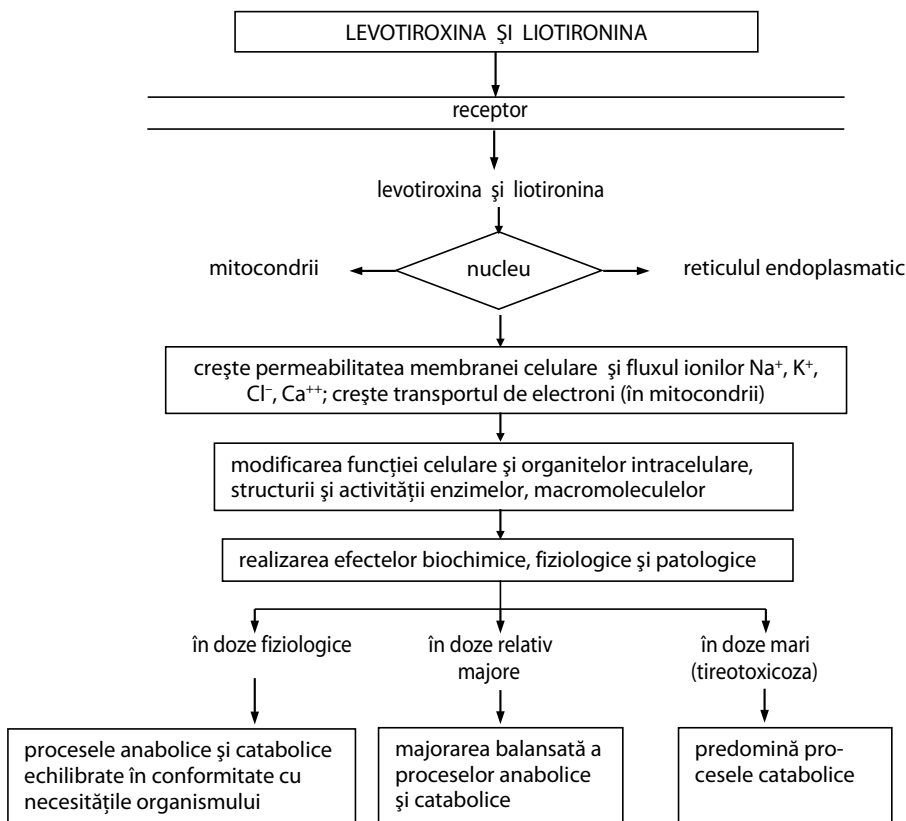 LEVOTIROXINA ŞI LIOTIRONINA
receptor
levotiroxina şi liotironina
mitocondrii
nucleu
reticulul endoplasmatic
creşte permeabilitatea membranei celulare şi fluxul ionilor Na⁺, K⁺,
Cl⁻, Ca⁺⁺; creşte transportul de electroni (în mitocondrii)
modificarea funcţiei celulare şi organitelor intracelulare,
structurii şi activităţii enzimelor, macromoleculelor
realizarea efectelor biochimice, fiziologice şi patologice
în doze fiziologice
în doze relativ
majore
în doze mari
(tireotoxicoza)
procesele anabolice şi catabolice
echilibrate în conformitate cu
necesităţile organismului
majorarea balansată a
proceselor anabolice
şi catabolice
predomină pro-
cesele catabolice